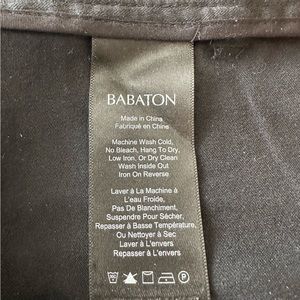 BABATON
Made in China
Fabriqué en Chine
Machine Wash Cold,
No Bleach, Hang To Dry,
Low Iron, Or Dry Clean
Wash Inside Out
Iron On Reverse
Laver À La Machine À
L'eau Froide,
Pas De Blanchiment,
Suspendre Pour Sécher,
Repasser à Basse Température,
Ou Nettoyer à Sec
Laver à L'envers
Repasser à L'envers